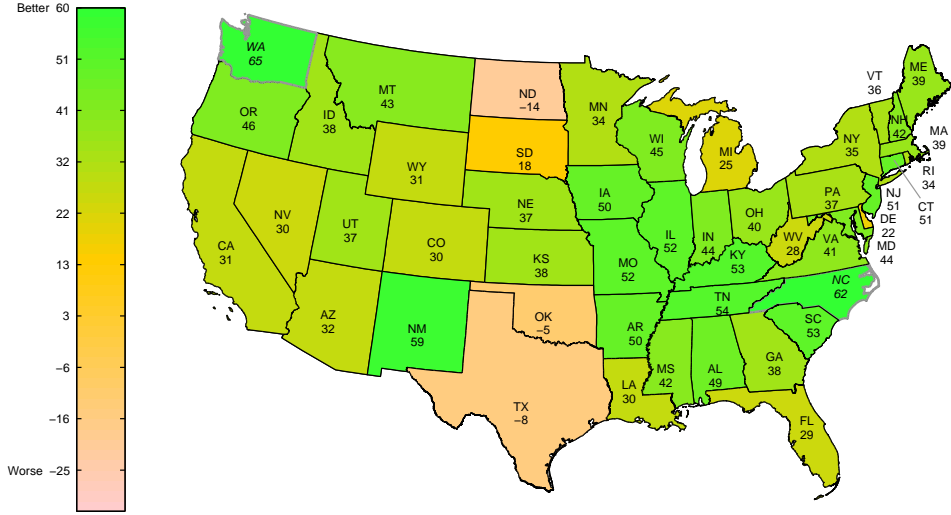 Better 60
51
41
32
22
13
3
−6
−16
Worse −25
WA
65
OR
46
CA
31
NV
30
ID
38
MT
43
WY
31
UT
37
AZ
32
CO
30
NM
59
ND
−14
SD
18
NE
37
KS
38
OK
−5
TX
−8
MN
34
IA
50
MO
52
AR
50
LA
30
WI
45
IL
52
MI
25
IN
44
OH
40
KY
53
TN
54
MS
42
AL
49
GA
38
FL
29
SC
53
NC
62
VA
41
WV
28
PA
37
NY
35
VT
36
NH
42
ME
39
MA
39
RI
34
CT
51
NJ
51
DE
22
MD
44